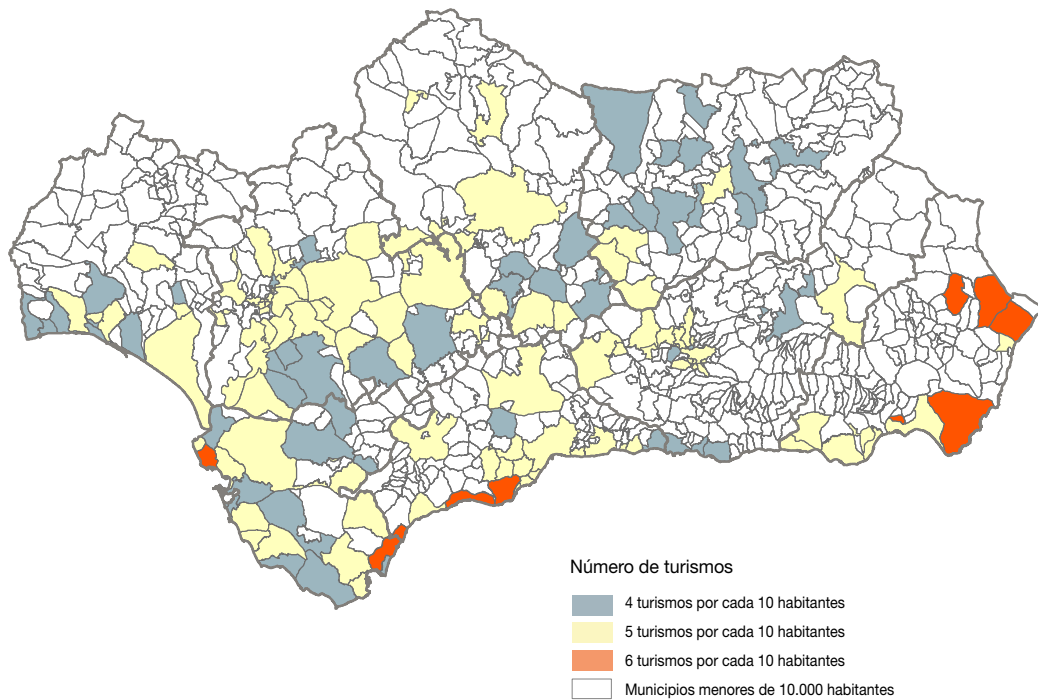 Número de turismos
4 turismos por cada 10 habitantes
5 turismos por cada 10 habitantes
6 turismos por cada 10 habitantes
Municipios menores de 10.000 habitantes